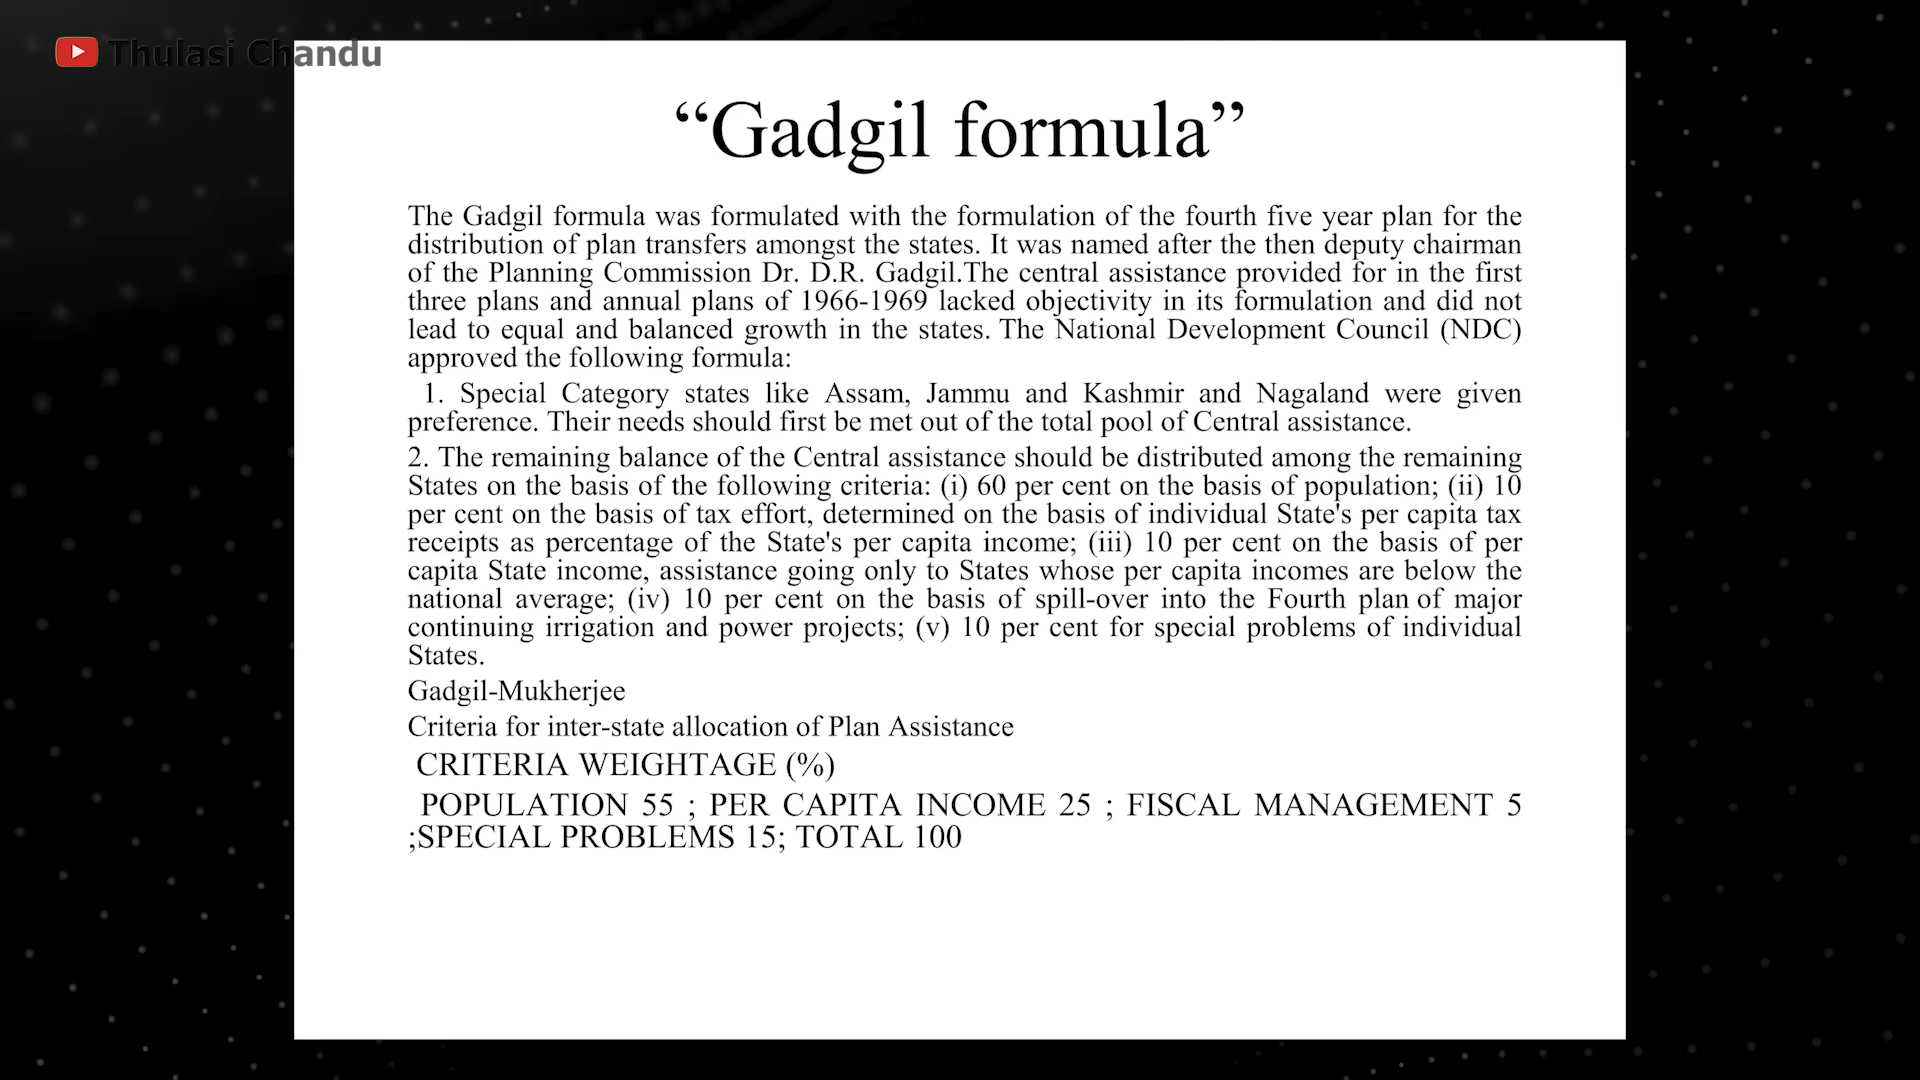 Thulasi Chandu
“Gadgil formula”
The Gadgil formula was formulated with the formulation of the fourth five year plan for the
distribution of plan transfers amongst the states. It was named after the then deputy chairman
of the Planning Commission Dr. D.R. Gadgil.The central assistance provided for in the first
three plans and annual plans of 1966-1969 lacked objectivity in its formulation and did not
lead to equal and balanced growth in the states. The National Development Council (NDC)
approved the following formula:
1. Special Category states like Assam, Jammu and Kashmir and Nagaland were given
preference. Their needs should first be met out of the total pool of Central assistance.
2. The remaining balance of the Central assistance should be distributed among the remaining
States on the basis of the following criteria: (i) 60 per cent on the basis of population; (ii) 10
per cent on the basis of tax effort, determined on the basis of individual State's per capita tax
receipts as percentage of the State's per capita income; (iii) 10 per cent on the basis of per
capita State income, assistance going only to States whose per capita incomes are below the
national average; (iv) 10 per cent on the basis of spill-over into the Fourth plan of major
continuing irrigation and power projects; (v) 10 per cent for special problems of individual
States.
Gadgil-Mukherjee
Criteria for inter-state allocation of Plan Assistance
CRITERIA WEIGHTAGE (%)
POPULATION 55 ; PER CAPITA INCOME 25 ; FISCAL MANAGEMENT 5
;SPECIAL PROBLEMS 15; TOTAL 100